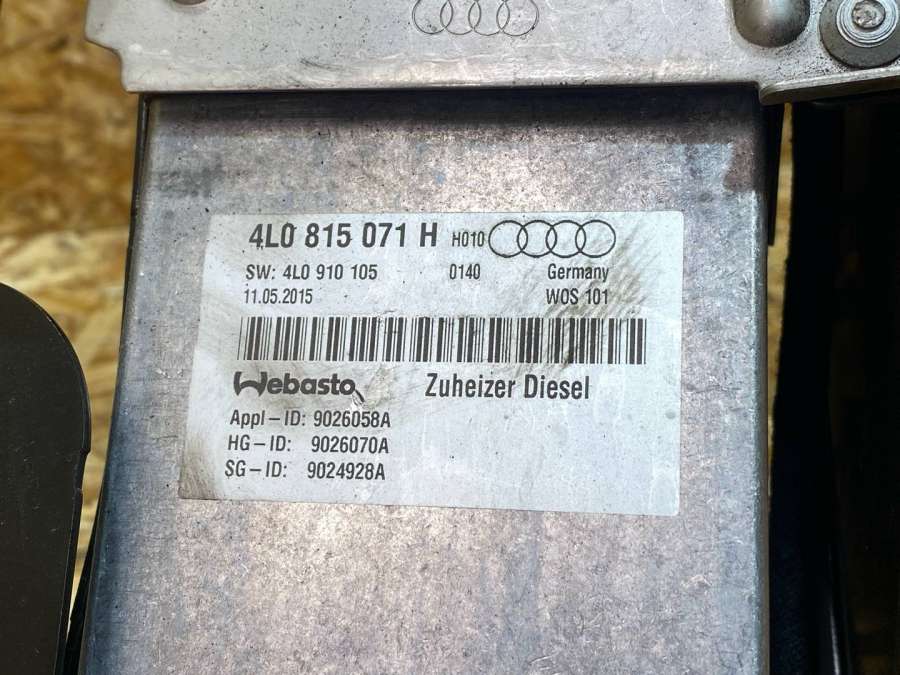 4L0 815 071 H H010
SW: 4L0 910 105 0140 Germany
11.05.2015 WOS 101
Webasto Zuheizer Diesel
Appl-ID: 9026058A
HG-ID: 9026070A
SG-ID: 9024928A